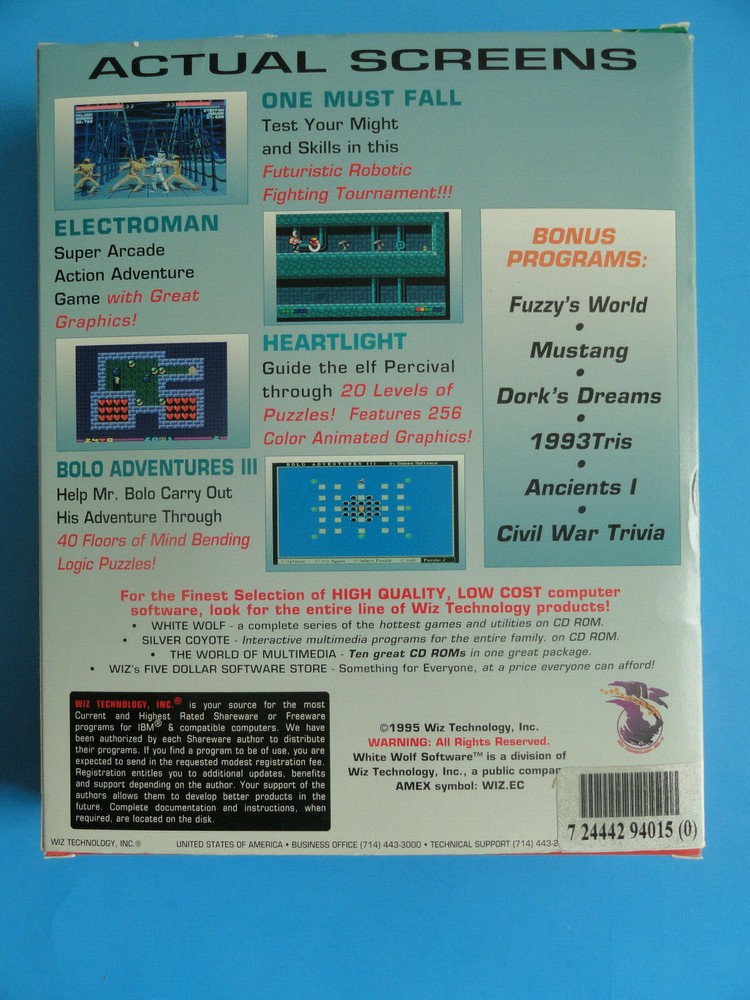 ACTUAL SCREENS
ONE MUST FALL
Test Your Might
and Skills in this
Futuristic Robotic
Fighting Tournament!!!
ELECTROMAN
Super Arcade
Action Adventure
Game with Great
Graphics!
HEARTLIGHT
Guide the elf Percival
through 20 Levels of
Puzzles! Features 256
Color Animated Graphics!
BOLO ADVENTURES III
Help Mr. Bolo Carry Out
His Adventure Through
40 Floors of Mind Bending
Logic Puzzles!
BOLO ADVENTURES III
BONUS
PROGRAMS:
Fuzzy's World
•
Mustang
•
Dork's Dreams
•
1993Tris
•
Ancients I
•
Civil War Trivia
For the Finest Selection of HIGH QUALITY, LOW COST computer
software, look for the entire line of Wiz Technology products!
• WHITE WOLF - a complete series of the hottest games and utilities on CD ROM.
• SILVER COYOTE - Interactive multimedia programs for the entire family. on CD ROM.
• THE WORLD OF MULTIMEDIA - Ten great CD ROMs in one great package.
• WIZ's FIVE DOLLAR SOFTWARE STORE - Something for Everyone, at a price everyone can afford!
WIZ TECHNOLOGY, INC.® is your source for the most
Current and Highest Rated Shareware or Freeware
programs for IBM® & compatible computers. We have
been authorized by each Shareware author to distribute
their programs. If you find a program to be of use, you are
expected to send in the requested modest registration fee.
Registration entitles you to additional updates, benefits
and support depending on the author. Your support of the
authors allows them to develop better products in the
future. Complete documentation and instructions, when
required, are located on the disk.
©1995 Wiz Technology, Inc.
WARNING: All Rights Reserved.
White Wolf Software™ is a division of
Wiz Technology, Inc., a public compan
AMEX symbol: WIZ.EC
7 24442 94015 (0)
WIZ TECHNOLOGY, INC.® UNITED STATES OF AMERICA • BUSINESS OFFICE (714) 443-3000 • TECHNICAL SUPPORT (714) 443-2